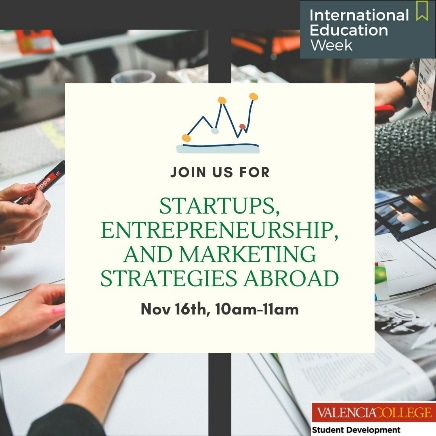 International
Education
Week
JOIN US FOR
STARTUPS,
ENTREPRENEURSHIP,
AND MARKETING
STRATEGIES ABROAD
Nov 16th, 10am-11am
VALENCIACOLLEGE
Student Development